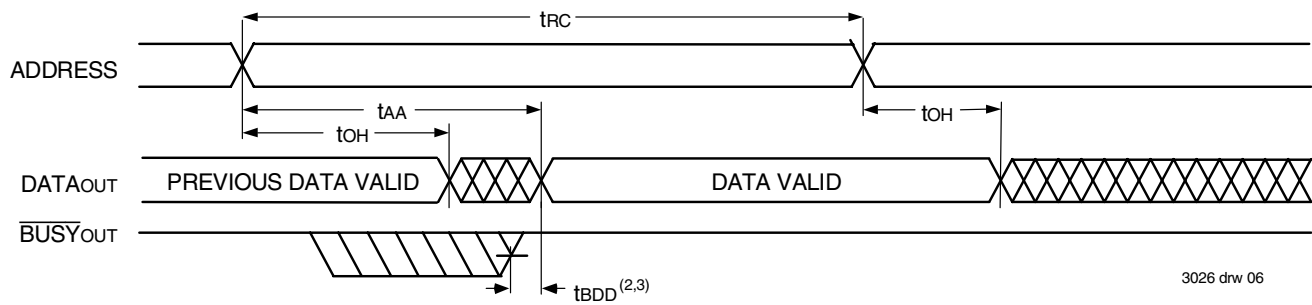 tRC
ADDRESS
tAA
tOH
tOH
DATAOUT
PREVIOUS DATA VALID
DATA VALID
BUSYOUT
tBDD(2,3)
3026 drw 06